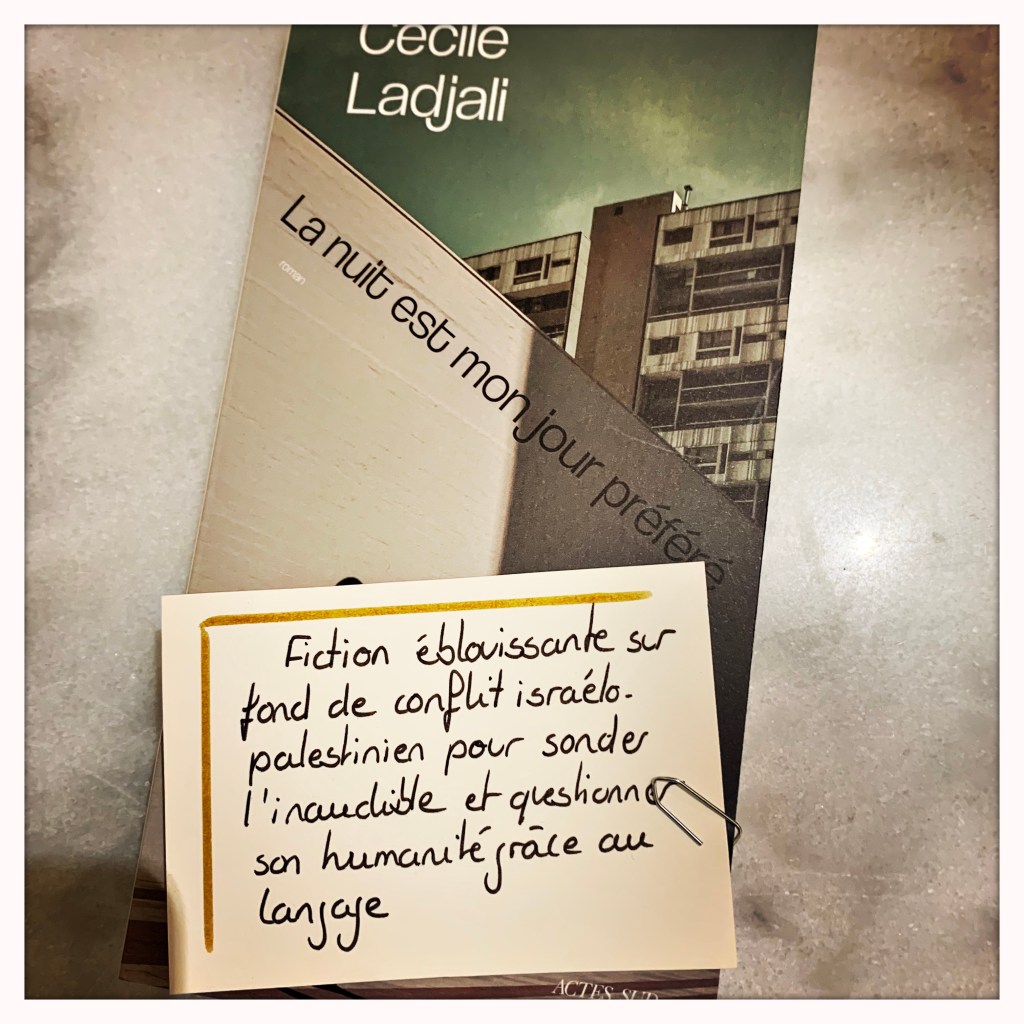 Cécile
Ladjali
La nuit est mon jour préféré
roman
Fiction éblouissante sur
fond de conflit israélo-
palestinien pour sonder
l'inaudible et questionner
son humanité grâce au
langage
ACTES SUD